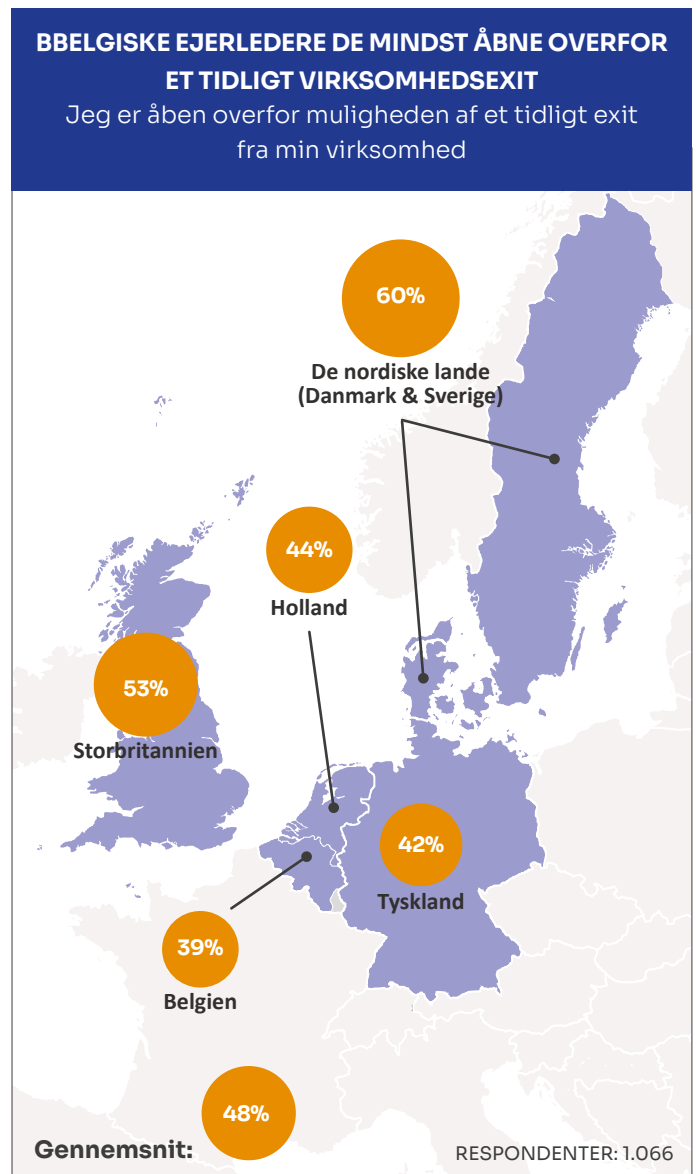 BBELGISKE EJERLEDERE DE MINDST ÅBNE OVERFOR
ET TIDLIGT VIRKSOMHEDSEXIT
Jeg er åben overfor muligheden af et tidligt exit
fra min virksomhed
60%
De nordiske lande
(Danmark & Sverige)
44%
Holland
53%
Storbritannien
42%
Tyskland
39%
Belgien
48%
Gennemsnit:
RESPONDENTER: 1.066